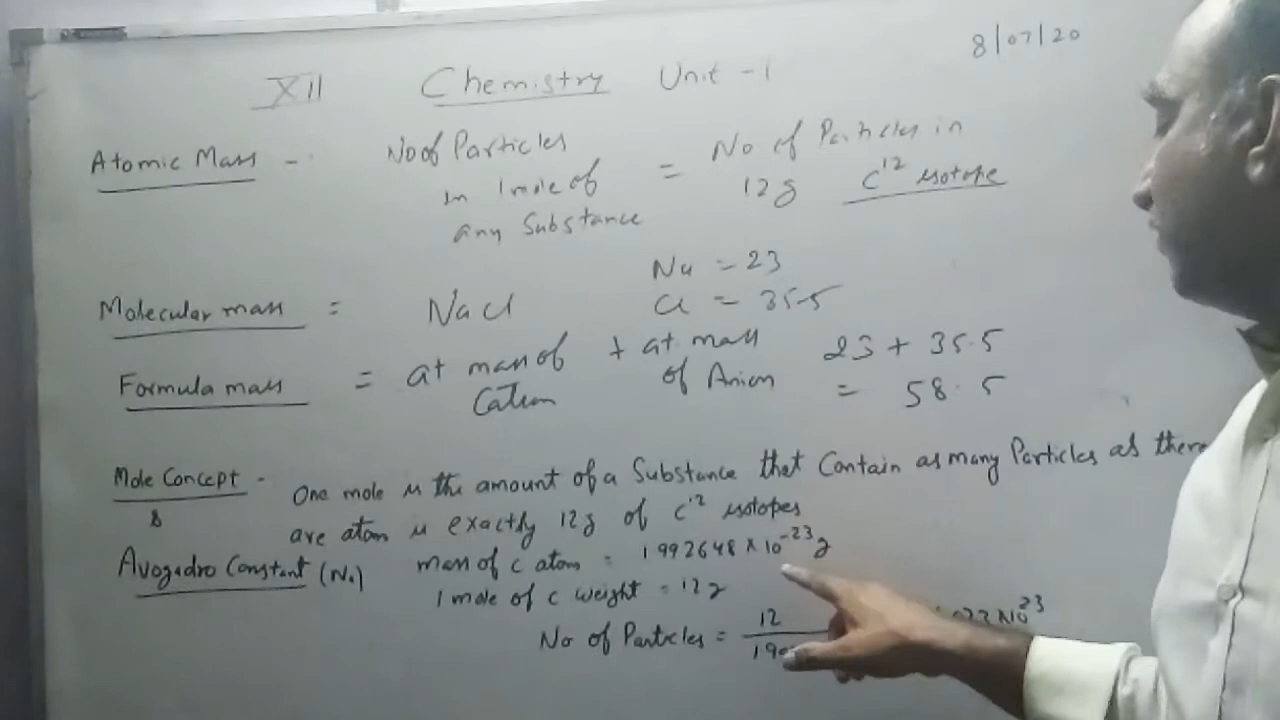 8/07/20
XII Chemistry Unit - 1
Atomic Mass - No of Particles in 1 mole of any Substance = No of Particles in 12g C12 isotope
Na = 23
Molecular mass = NaCl Cl = 35.5
Formula mass = at mass of Cation + at mass of Anion 23 + 35.5
= 58.5
Mole Concept - One mole is the amount of a Substance that Contain as many Particles as there
& are atom is exactly 12g of C12 isotopes
Avogadro Constant (No) mass of C atom = 1992648 × 10-23 g
1 mole of C weight = 12g
No of Particles = 12